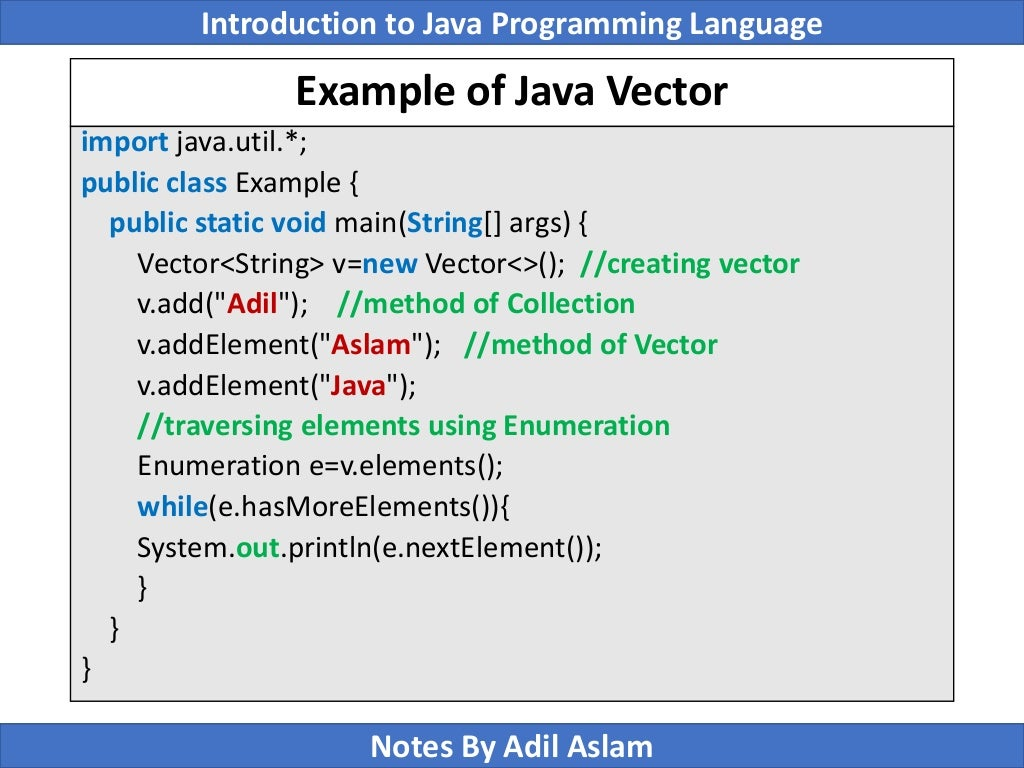 Introduction to Java Programming Language
Example of Java Vector
import java.util.*;
public class Example {
public static void main(String[] args) {
Vector<String> v=new Vector<>(); //creating vector
v.add("Adil"); //method of Collection
v.addElement("Aslam"); //method of Vector
v.addElement("Java");
//traversing elements using Enumeration
Enumeration e=v.elements();
while(e.hasMoreElements()){
System.out.println(e.nextElement());
}
}
}
Notes By Adil Aslam